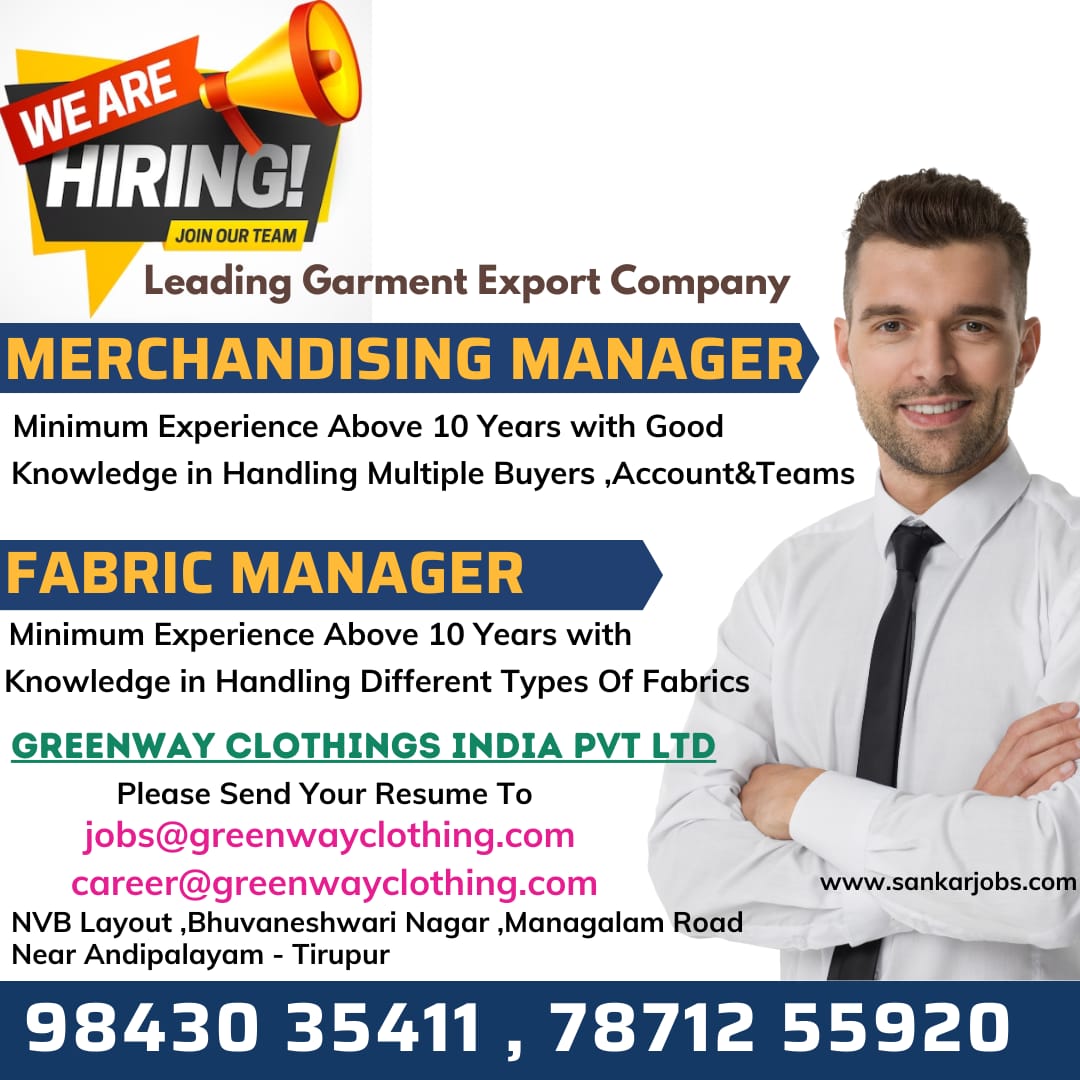 WE ARE
HIRING!
JOIN OUR TEAM
Leading Garment Export Company
MERCHANDISING MANAGER
Minimum Experience Above 10 Years with Good
Knowledge in Handling Multiple Buyers ,Account&Teams
FABRIC MANAGER
Minimum Experience Above 10 Years with
Knowledge in Handling Different Types Of Fabrics
GREENWAY CLOTHINGS INDIA PVT LTD
Please Send Your Resume To
jobs@greenwayclothing.com
career@greenwayclothing.com
www.sankarjobs.com
NVB Layout ,Bhuvaneshwari Nagar ,Managalam Road
Near Andipalayam - Tirupur
98430 35411 , 78712 55920